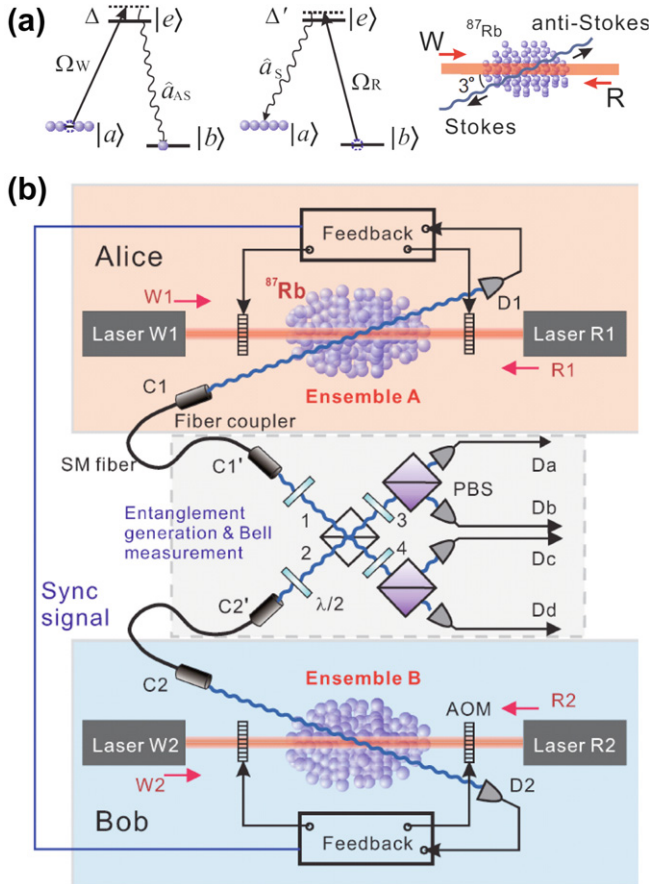 (a)
Δ
|e⟩
Ω_W
â_AS
|a⟩
|b⟩
Δ′
|e⟩
â_S
Ω_R
|a⟩
|b⟩
⁸⁷Rb
anti-Stokes
W
3°
R
Stokes
(b)
Alice
Feedback
⁸⁷Rb
D1
W1
Laser W1
Laser R1
R1
C1
Ensemble A
Fiber coupler
SM fiber
C1'
Da
PBS
Entanglement
generation & Bell
measurement
1
3
Db
2
4
Dc
Sync
signal
C2'
λ/2
Dd
C2
Ensemble B
AOM
R2
Laser W2
Laser R2
W2
D2
Bob
Feedback